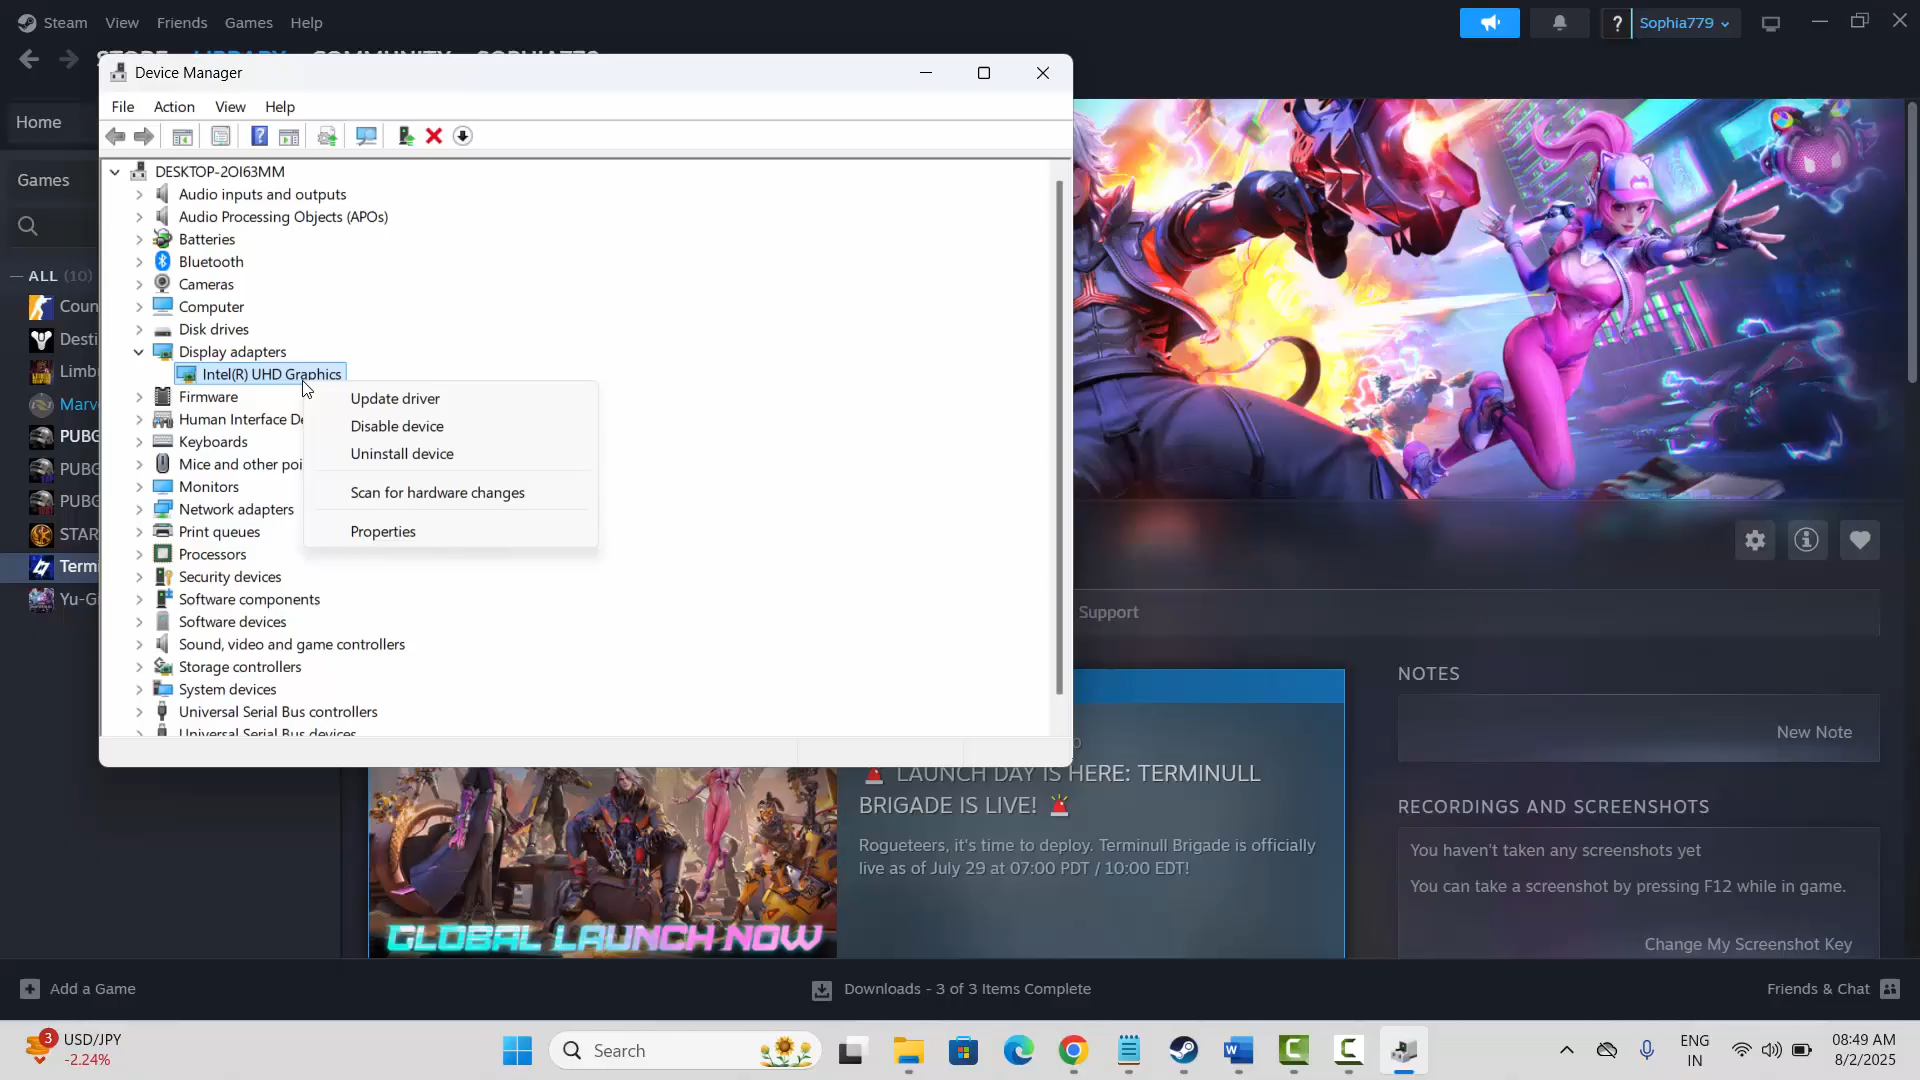 Steam View Friends Games Help
Sophia779
Device Manager
File Action View Help
DESKTOP-2OI63MM
Audio inputs and outputs
Audio Processing Objects (APOs)
Batteries
Bluetooth
Cameras
Computer
Disk drives
Display adapters
Intel(R) UHD Graphics
Firmware
Human Interface De
Keyboards
Mice and other poi
Monitors
Network adapters
Print queues
Processors
Security devices
Software components
Software devices
Sound, video and game controllers
Storage controllers
System devices
Universal Serial Bus controllers
Universal Serial Bus devices
Update driver
Disable device
Uninstall device
Scan for hardware changes
Properties
Home
Games
ALL (10)
Coun
Desti
Limb
Marv
PUBG
PUBG
PUBG
STAR
Termi
Yu-Gi
Support
NOTES
New Note
RECORDINGS AND SCREENSHOTS
You haven't taken any screenshots yet
You can take a screenshot by pressing F12 while in game.
Change My Screenshot Key
LAUNCH DAY IS HERE: TERMINULL
BRIGADE IS LIVE!
Rogueteers, it's time to deploy. Terminull Brigade is officially
live as of July 29 at 07:00 PDT / 10:00 EDT!
GLOBAL LAUNCH NOW
Add a Game
Downloads - 3 of 3 Items Complete
Friends & Chat
3
USD/JPY
-2.24%
Search
ENG
IN
08:49 AM
8/2/2025